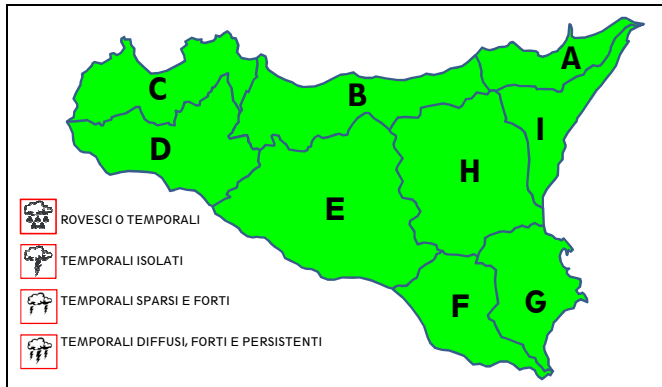 A
C
B
I
D
H
E
F
G
ROVESCI O TEMPORALI
TEMPORALI ISOLATI
TEMPORALI SPARSI E FORTI
TEMPORALI DIFFUSI, FORTI E PERSISTENTI